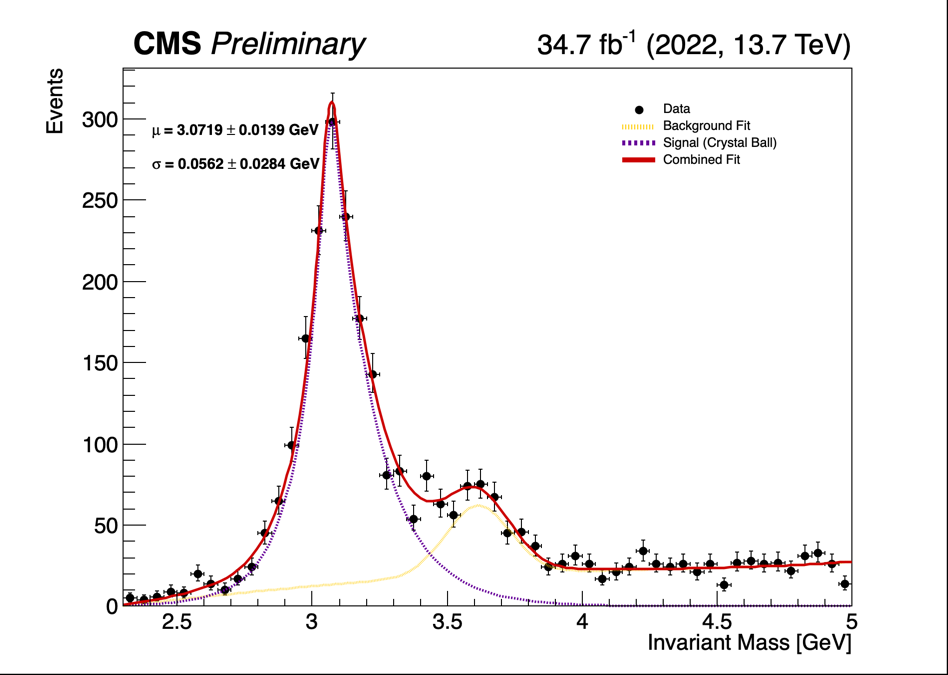 CMS Preliminary 34.7 fb⁻¹ (2022, 13.7 TeV)
Events
μ = 3.0719 ± 0.0139 GeV
σ = 0.0562 ± 0.0284 GeV
Data
Background Fit
Signal (Crystal Ball)
Combined Fit
300
250
200
150
100
50
0
2.5 3 3.5 4 4.5 5
Invariant Mass [GeV]